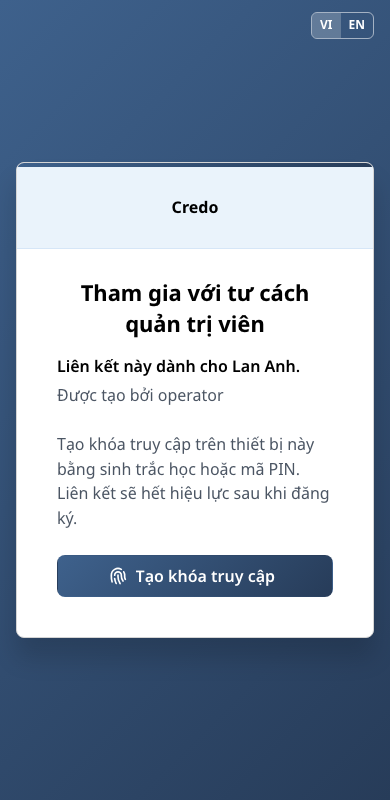 VI EN
Credo
Tham gia với tư cách
quản trị viên
Liên kết này dành cho Lan Anh.
Được tạo bởi operator
Tạo khóa truy cập trên thiết bị này
bằng sinh trắc học hoặc mã PIN.
Liên kết sẽ hết hiệu lực sau khi đăng
ký.
Tạo khóa truy cập